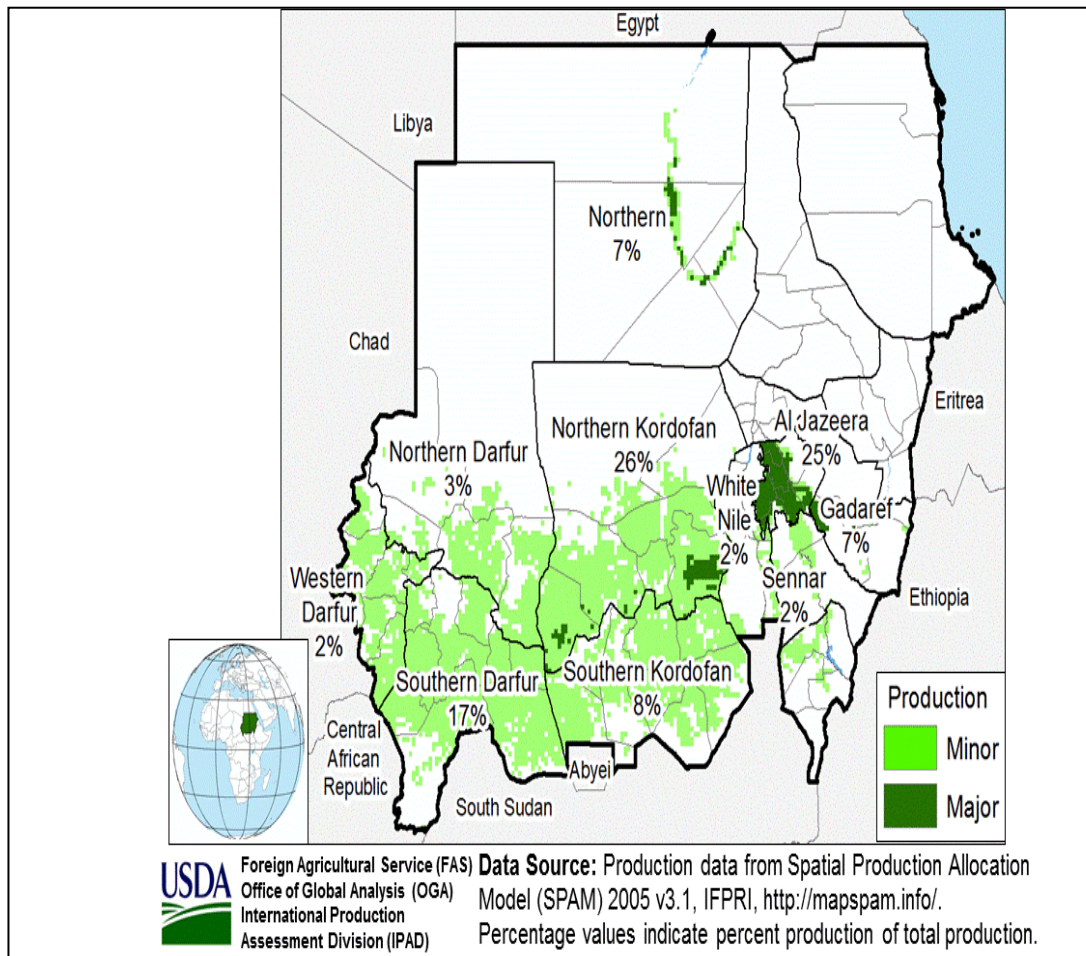 Egypt
Libya
Northern
7%
Chad
Eritrea
Northern Kordofan
26%
Al Jazeera
25%
Northern Darfur
3%
White
Nile
2%
Gadaref
7%
Western
Darfur
2%
Sennar
2%
Ethiopia
Southern Darfur
17%
Southern Kordofan
8%
Central
African
Republic
Abyei
South Sudan
Production
Minor
Major
USDA
Foreign Agricultural Service (FAS)
Office of Global Analysis (OGA)
International Production
Assessment Division (IPAD)
Data Source: Production data from Spatial Production Allocation
Model (SPAM) 2005 v3.1, IFPRI, http://mapspam.info/.
Percentage values indicate percent production of total production.